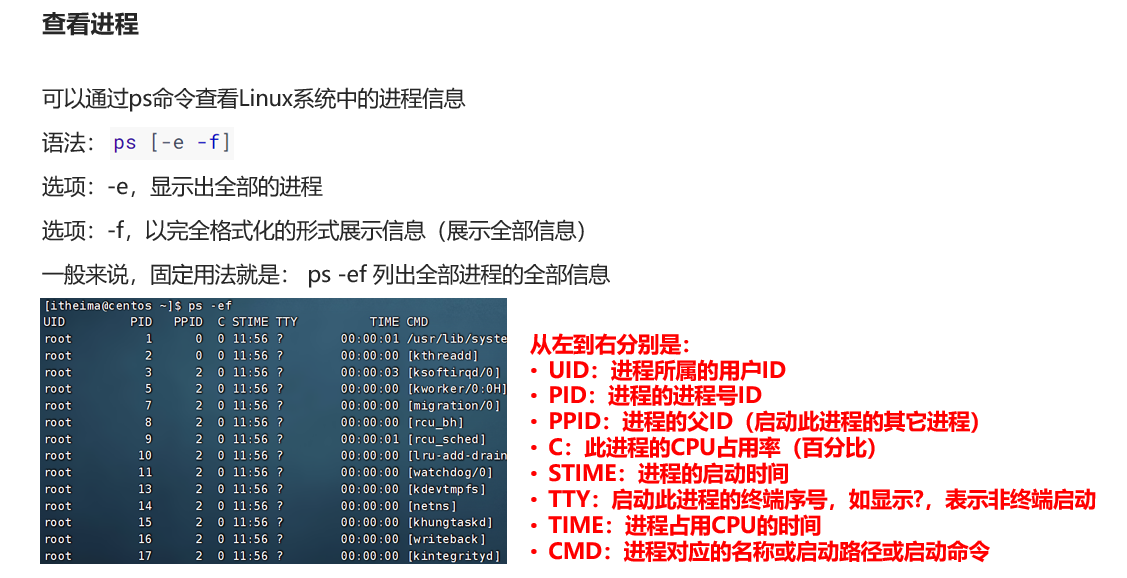 查看进程
可以通过ps命令查看Linux系统中的进程信息
语法： ps [-e -f]
选项：-e，显示出全部的进程
选项：-f，以完全格式化的形式展示信息（展示全部信息）
一般来说，固定用法就是： ps -ef 列出全部进程的全部信息
[itheima@centos ~]$ ps -ef
UID PID PPID C STIME TTY TIME CMD
root 1 0 0 11:56 ? 00:00:01 /usr/lib/syste
root 2 0 0 11:56 ? 00:00:00 [kthreadd]
root 3 2 0 11:56 ? 00:00:03 [ksoftirqd/0]
root 5 2 0 11:56 ? 00:00:00 [kworker/0:0H]
root 7 2 0 11:56 ? 00:00:00 [migration/0]
root 8 2 0 11:56 ? 00:00:00 [rcu_bh]
root 9 2 0 11:56 ? 00:00:01 [rcu_sched]
root 10 2 0 11:56 ? 00:00:00 [lru-add-drain
root 11 2 0 11:56 ? 00:00:00 [watchdog/0]
root 13 2 0 11:56 ? 00:00:00 [kdevtmpfs]
root 14 2 0 11:56 ? 00:00:00 [netns]
root 15 2 0 11:56 ? 00:00:00 [khungtaskd]
root 16 2 0 11:56 ? 00:00:00 [writeback]
root 17 2 0 11:56 ? 00:00:00 [kintegrityd]
从左到右分别是：
• UID：进程所属的用户ID
• PID：进程的进程号ID
• PPID：进程的父ID（启动此进程的其它进程）
• C：此进程的CPU占用率（百分比）
• STIME：进程的启动时间
• TTY：启动此进程的终端序号，如显示?，表示非终端启动
• TIME：进程占用CPU的时间
• CMD：进程对应的名称或启动路径或启动命令